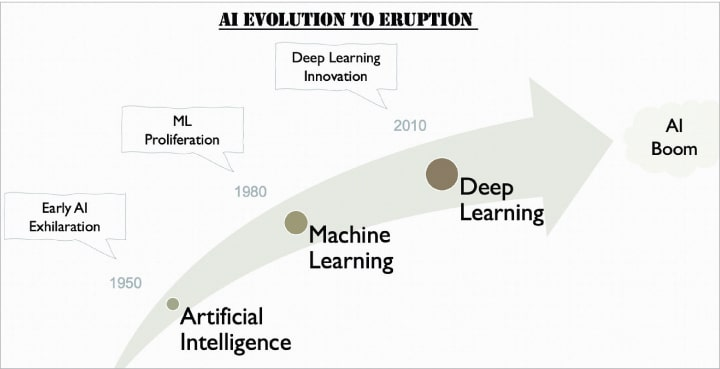 AI EVOLUTION TO ERUPTION
Deep Learning
Innovation
2010
ML
Proliferation
1980
Early AI
Exhilaration
1950
AI
Boom
Deep
Learning
Machine
Learning
Artificial
Intelligence